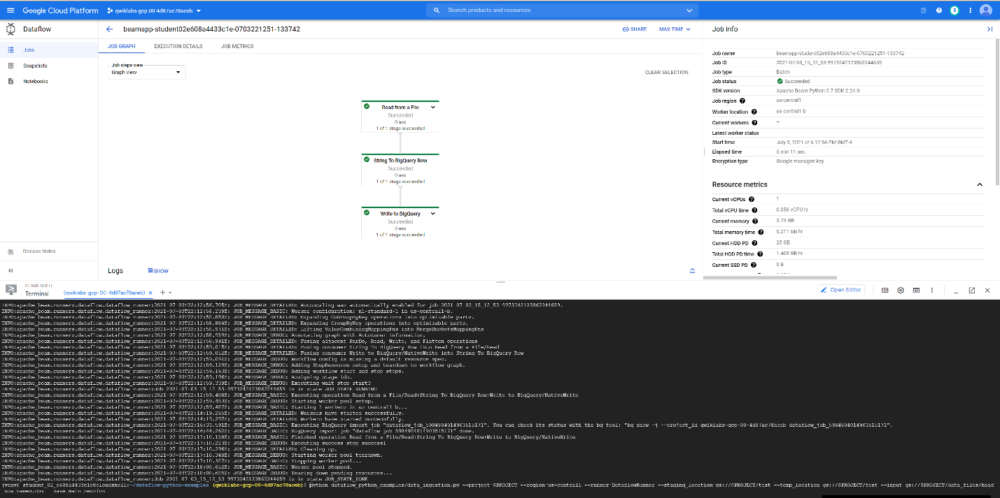 Google Cloud Platform
qwiklabs-gcp-00-4d87ac78aceb
Search products and resources
5
Dataflow
beamapp-student02e608a4433c1e-0703221251-133742
SHARE
MAX TIME
Job info
Jobs
Snapshots
Notebooks
Release Notes
JOB GRAPH
EXECUTION DETAILS
JOB METRICS
Job steps view
Graph view
CLEAR SELECTION
Read from a File
Succeeded
0 sec
1 of 1 stage succeeded
String To BigQuery Row
Succeeded
0 sec
1 of 1 stage succeeded
Write to BigQuery
Succeeded
0 sec
1 of 1 stage succeeded
Logs
SHOW
Job name beamapp-student02e608a4433c1e-0703221251-133742
Job ID 2021-07-03_15_12_53-9973242123862244659
Job type Batch
Job status Succeeded
SDK version Apache Beam Python 3.7 SDK 2.24.0
Job region us-central1
Worker location us-central1-b
Current workers –
Latest worker status
Start time July 3, 2021 at 6:12:54 PM GMT-4
Elapsed time 5 min 11 sec
Encryption type Google-managed key
Resource metrics
Current vCPUs 1
Total vCPU time 0.056 vCPU hr
Current memory 3.75 GB
Total memory time 0.211 GB hr
Current HDD PD 25 GB
Total HDD PD time 1.408 GB hr
Current SSD PD 0 B
CLOUD SHELL
Terminal
(qwiklabs-gcp-00-4d87ac78aceb)
Open Editor
INFO:apache_beam.runners.dataflow.dataflow_runner:2021-07-03T22:12:56.705Z: JOB_MESSAGE_DETAILED: Autoscaling was automatically enabled for job 2021-07-03_15_12_53-9973242123862244659.
INFO:apache_beam.runners.dataflow.dataflow_runner:2021-07-03T22:12:58.239Z: JOB_MESSAGE_BASIC: Worker configuration: n1-standard-1 in us-central1-b.
INFO:apache_beam.runners.dataflow.dataflow_runner:2021-07-03T22:12:58.850Z: JOB_MESSAGE_DETAILED: Expanding CoGroupByKey operations into optimizable parts.
INFO:apache_beam.runners.dataflow.dataflow_runner:2021-07-03T22:12:58.884Z: JOB_MESSAGE_DETAILED: Expanding GroupByKey operations into optimizable parts.
INFO:apache_beam.runners.dataflow.dataflow_runner:2021-07-03T22:12:58.931Z: JOB_MESSAGE_DETAILED: Lifting ValueCombiningMappingFns into MergeBucketsMappingFns
INFO:apache_beam.runners.dataflow.dataflow_runner:2021-07-03T22:12:58.959Z: JOB_MESSAGE_DEBUG: Annotating graph with Autotuner information.
INFO:apache_beam.runners.dataflow.dataflow_runner:2021-07-03T22:12:58.991Z: JOB_MESSAGE_DETAILED: Fusing adjacent ParDo, Read, Write, and Flatten operations
INFO:apache_beam.runners.dataflow.dataflow_runner:2021-07-03T22:12:59.015Z: JOB_MESSAGE_DETAILED: Fusing consumer String To BigQuery Row into Read from a File/Read
INFO:apache_beam.runners.dataflow.dataflow_runner:2021-07-03T22:12:59.052Z: JOB_MESSAGE_DETAILED: Fusing consumer Write to BigQuery/NativeWrite into String To BigQuery Row
INFO:apache_beam.runners.dataflow.dataflow_runner:2021-07-03T22:12:59.091Z: JOB_MESSAGE_DEBUG: Workflow config is missing a default resource spec.
INFO:apache_beam.runners.dataflow.dataflow_runner:2021-07-03T22:12:59.129Z: JOB_MESSAGE_DEBUG: Adding StepResource setup and teardown to workflow graph.
INFO:apache_beam.runners.dataflow.dataflow_runner:2021-07-03T22:12:59.163Z: JOB_MESSAGE_DEBUG: Adding workflow start and stop steps.
INFO:apache_beam.runners.dataflow.dataflow_runner:2021-07-03T22:12:59.196Z: JOB_MESSAGE_DEBUG: Assigning stage ids.
INFO:apache_beam.runners.dataflow.dataflow_runner:2021-07-03T22:12:59.339Z: JOB_MESSAGE_DEBUG: Executing wait step start3
INFO:apache_beam.runners.dataflow.dataflow_runner:Job 2021-07-03_15_12_53-9973242123862244659 is in state JOB_STATE_RUNNING
INFO:apache_beam.runners.dataflow.dataflow_runner:2021-07-03T22:12:59.408Z: JOB_MESSAGE_BASIC: Executing operation Read from a File/Read+String To BigQuery Row+Write to BigQuery/NativeWrite
INFO:apache_beam.runners.dataflow.dataflow_runner:2021-07-03T22:12:59.453Z: JOB_MESSAGE_DEBUG: Starting worker pool setup.
INFO:apache_beam.runners.dataflow.dataflow_runner:2021-07-03T22:12:59.487Z: JOB_MESSAGE_BASIC: Starting 1 workers in us-central1-b...
INFO:apache_beam.runners.dataflow.dataflow_runner:2021-07-03T22:14:19.265Z: JOB_MESSAGE_DETAILED: Workers have started successfully.
INFO:apache_beam.runners.dataflow.dataflow_runner:2021-07-03T22:14:19.297Z: JOB_MESSAGE_DETAILED: Workers have started successfully.
INFO:apache_beam.runners.dataflow.dataflow_runner:2021-07-03T22:16:33.591Z: JOB_MESSAGE_BASIC: Executing BigQuery import job "dataflow_job_5984804014903515171". You can check its status with the bq tool: "bq show -j --project_id qwiklabs-gcp-00-4d87ac78aceb dataflow_job_5984804014903515171".
INFO:apache_beam.runners.dataflow.dataflow_runner:2021-07-03T22:16:44.262Z: JOB_MESSAGE_BASIC: BigQuery import job "dataflow_job_5984804014903515171" done.
INFO:apache_beam.runners.dataflow.dataflow_runner:2021-07-03T22:17:10.158Z: JOB_MESSAGE_BASIC: Finished operation Read from a File/Read+String To BigQuery Row+Write to BigQuery/NativeWrite
INFO:apache_beam.runners.dataflow.dataflow_runner:2021-07-03T22:17:10.223Z: JOB_MESSAGE_DEBUG: Executing success step success1
INFO:apache_beam.runners.dataflow.dataflow_runner:2021-07-03T22:17:10.296Z: JOB_MESSAGE_DETAILED: Cleaning up.
INFO:apache_beam.runners.dataflow.dataflow_runner:2021-07-03T22:17:10.348Z: JOB_MESSAGE_DEBUG: Starting worker pool teardown.
INFO:apache_beam.runners.dataflow.dataflow_runner:2021-07-03T22:17:10.387Z: JOB_MESSAGE_BASIC: Stopping worker pool...
INFO:apache_beam.runners.dataflow.dataflow_runner:2021-07-03T22:18:00.652Z: JOB_MESSAGE_BASIC: Worker pool stopped.
INFO:apache_beam.runners.dataflow.dataflow_runner:2021-07-03T22:18:00.685Z: JOB_MESSAGE_DEBUG: Tearing down pending resources...
INFO:apache_beam.runners.dataflow.dataflow_runner:Job 2021-07-03_15_12_53-9973242123862244659 is in state JOB_STATE_DONE
(venv) student_02_e608a4433c1e@cloudshell:~/dataflow-python-examples (qwiklabs-gcp-00-4d87ac78aceb)$ python dataflow_python_examples/data_ingestion.py --project=$PROJECT --region=us-central1 --runner=DataflowRunner --staging_location=gs://$PROJECT/test --temp_location gs://$PROJECT/test --input gs://$PROJECT/data_files/head
_usa_names.csv --save_main_session